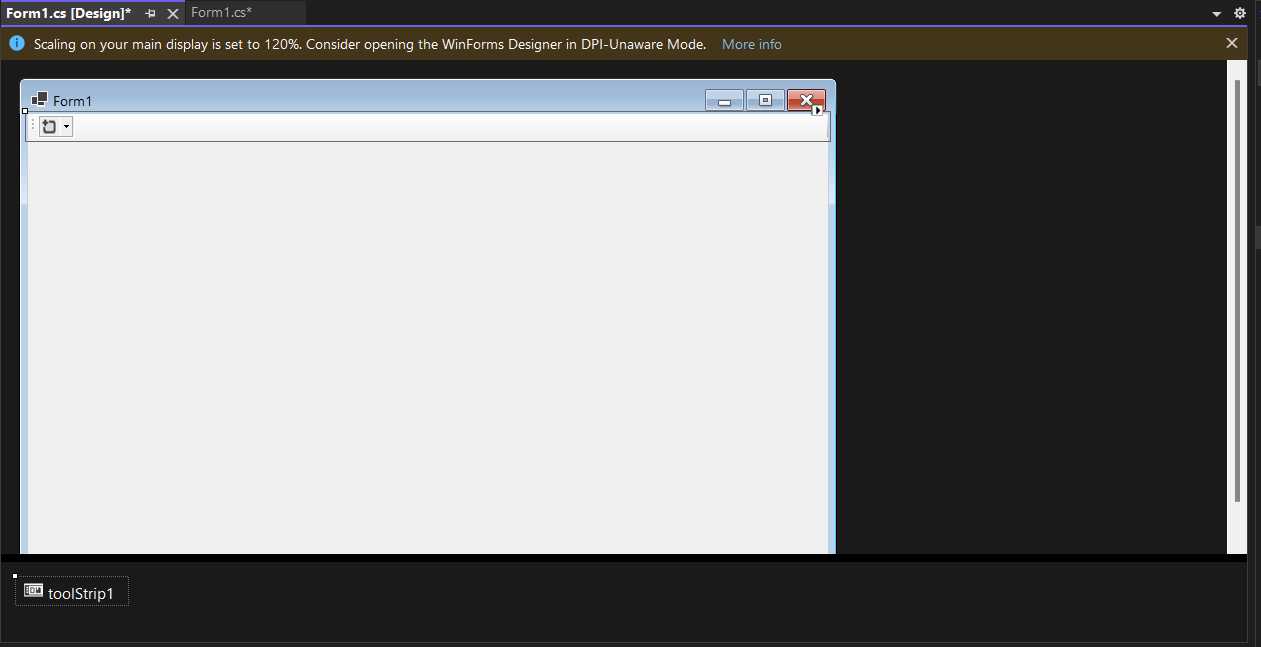 Form1.cs [Design]*
Form1.cs*
Scaling on your main display is set to 120%. Consider opening the WinForms Designer in DPI-Unaware Mode. More info
Form1
toolStrip1